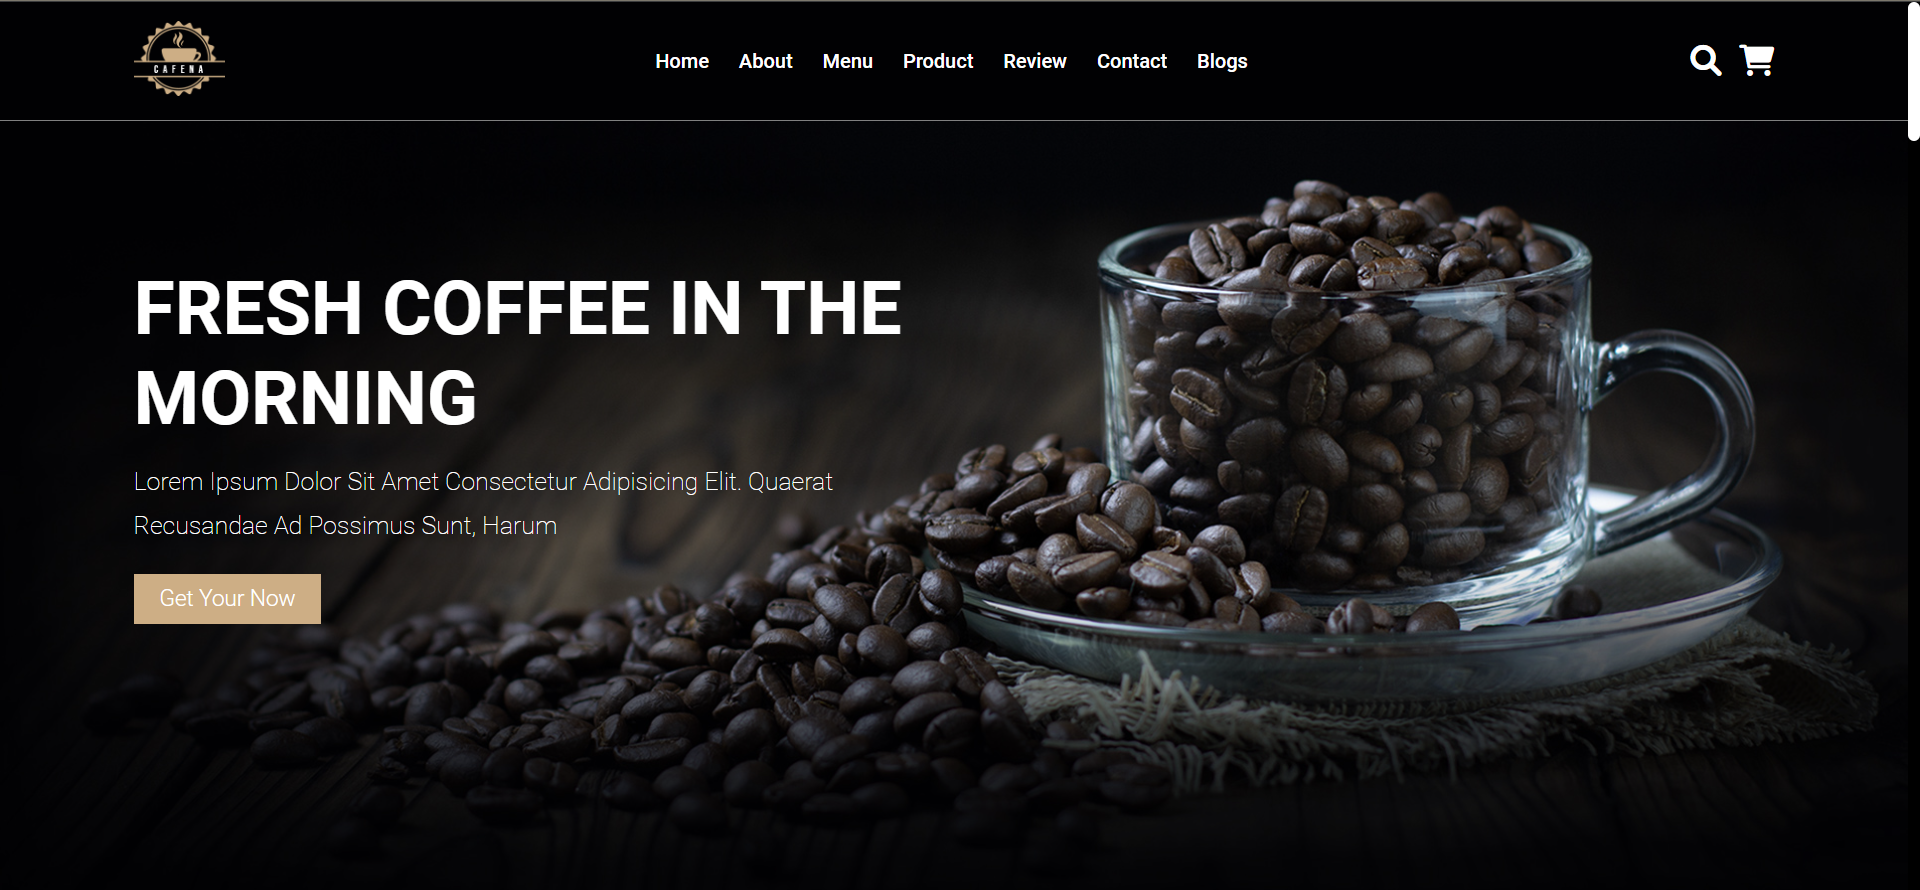 CAFENA
Home About Menu Product Review Contact Blogs
FRESH COFFEE IN THE
MORNING
Lorem Ipsum Dolor Sit Amet Consectetur Adipisicing Elit. Quaerat
Recusandae Ad Possimus Sunt, Harum
Get Your Now